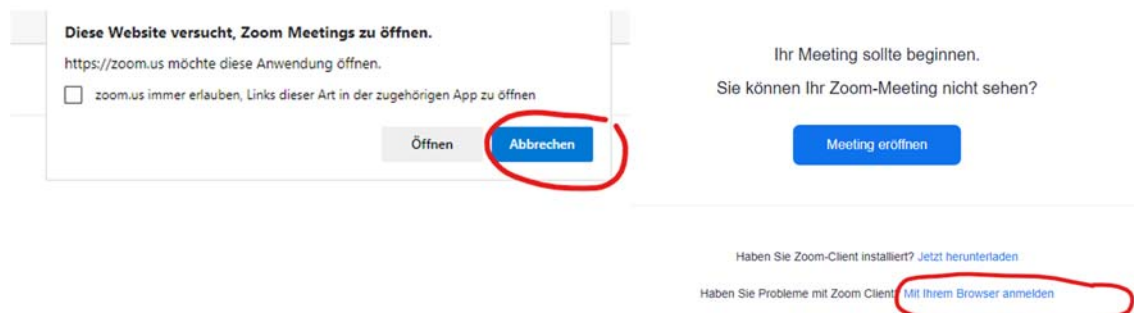 Diese Website versucht, Zoom Meetings zu öffnen.
https://zoom.us möchte diese Anwendung öffnen.
zoom.us immer erlauben, Links dieser Art in der zugehörigen App zu öffnen
Öffnen
Abbrechen
Ihr Meeting sollte beginnen.
Sie können Ihr Zoom-Meeting nicht sehen?
Meeting eröffnen
Haben Sie Zoom-Client installiert? Jetzt herunterladen
Haben Sie Probleme mit Zoom Client? Mit Ihrem Browser anmelden